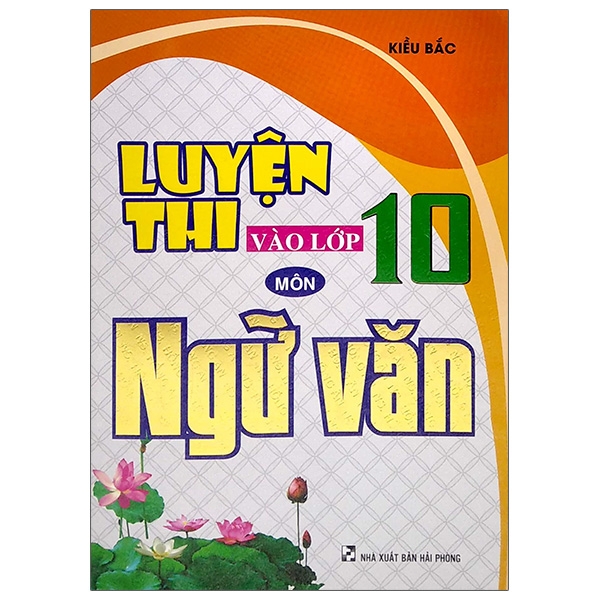 KIỀU BẮC
LUYỆN
THI VÀO LỚP 10
MÔN
Ngữ văn
NHÀ XUẤT BẢN HẢI PHÒNG